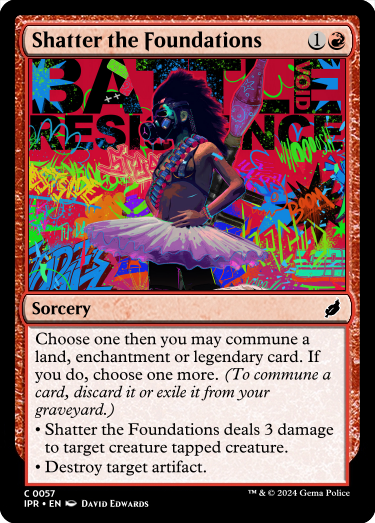 Shatter the Foundations 1
BATTLE
VOID
RESISTANCE
WHOOOSH
BOOM
CHILD
Sorcery
Choose one then you may commune a
land, enchantment or legendary card. If
you do, choose one more. (To commune a
card, discard it or exile it from your
graveyard.)
• Shatter the Foundations deals 3 damage
to target creature tapped creature.
• Destroy target artifact.
C 0057
IPR • EN DAVID EDWARDS
™ & © 2024 Gema Police